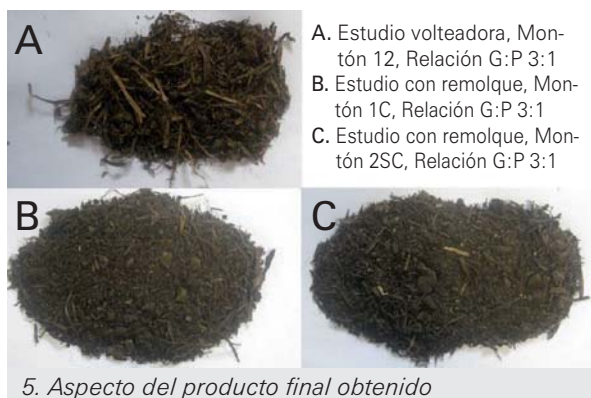 A
A. Estudio volteadora, Mon-
tón 12, Relación G:P 3:1
B. Estudio con remolque, Mon-
tón 1C, Relación G:P 3:1
C. Estudio con remolque, Mon-
tón 2SC, Relación G:P 3:1
B
C
5. Aspecto del producto final obtenido